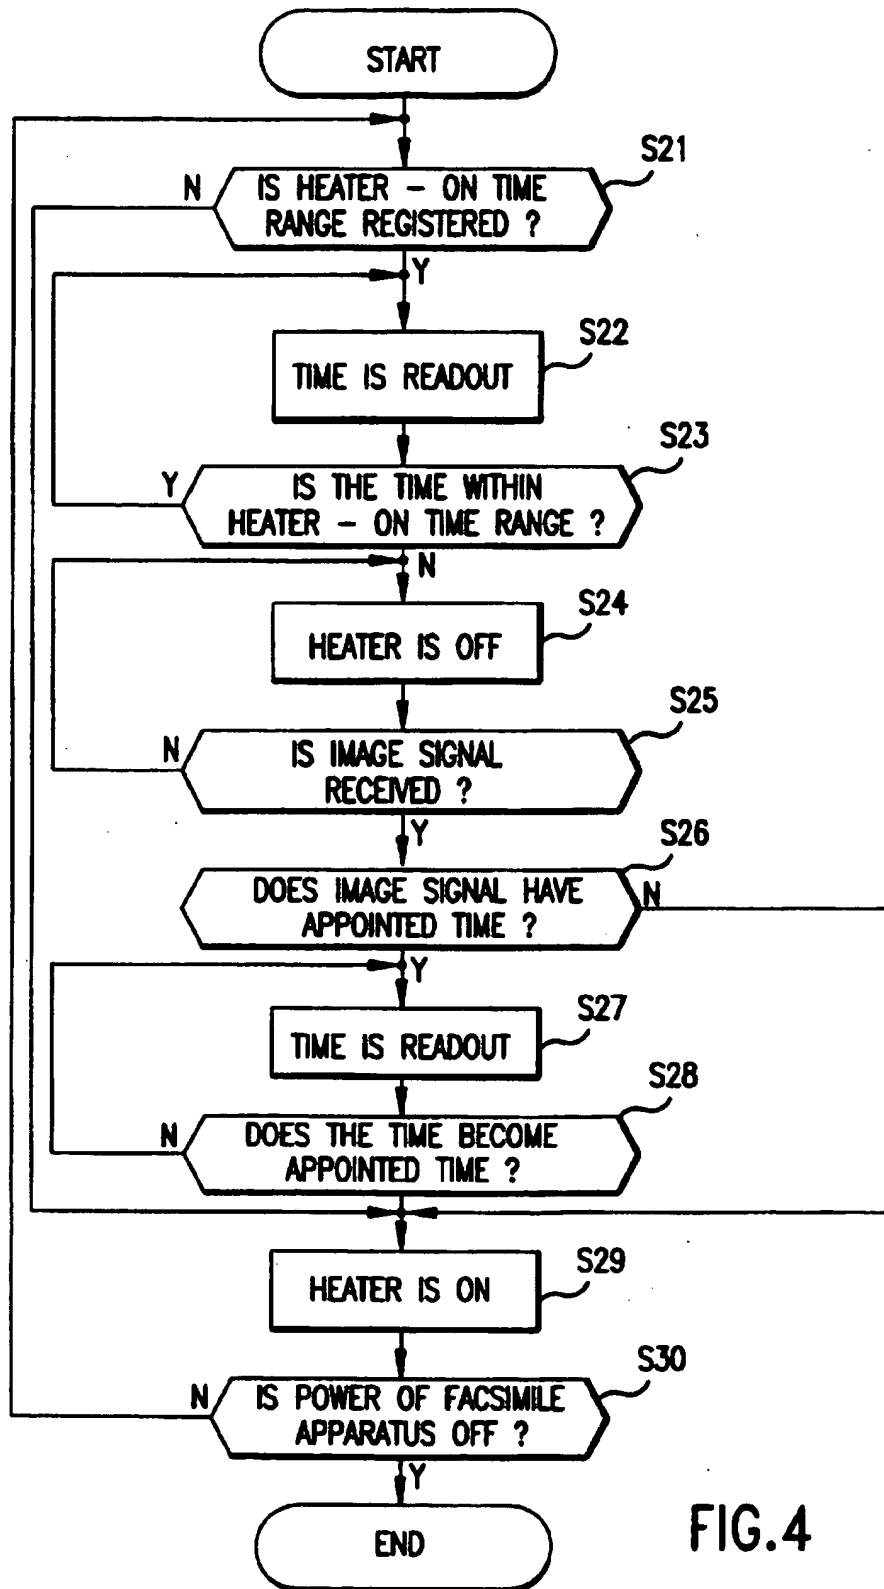 START
S21
N
IS HEATER – ON TIME
RANGE REGISTERED ?
Y
S22
TIME IS READOUT
S23
Y
IS THE TIME WITHIN
HEATER – ON TIME RANGE ?
N
S24
HEATER IS OFF
S25
N
IS IMAGE SIGNAL
RECEIVED ?
Y
S26
DOES IMAGE SIGNAL HAVE
APPOINTED TIME ?
N
Y
S27
TIME IS READOUT
S28
N
DOES THE TIME BECOME
APPOINTED TIME ?
S29
HEATER IS ON
S30
N
IS POWER OF FACSIMILE
APPARATUS OFF ?
Y
END
FIG.4